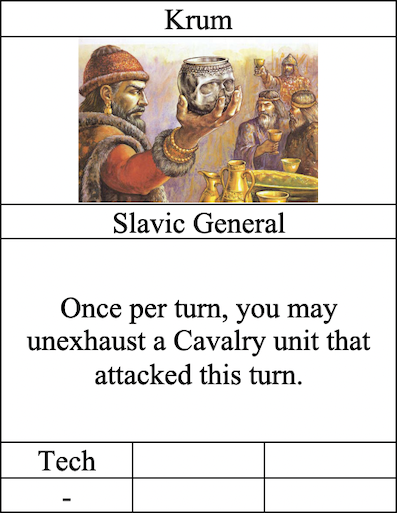 Krum
Slavic General
Once per turn, you may
unexhaust a Cavalry unit that
attacked this turn.
Tech
-